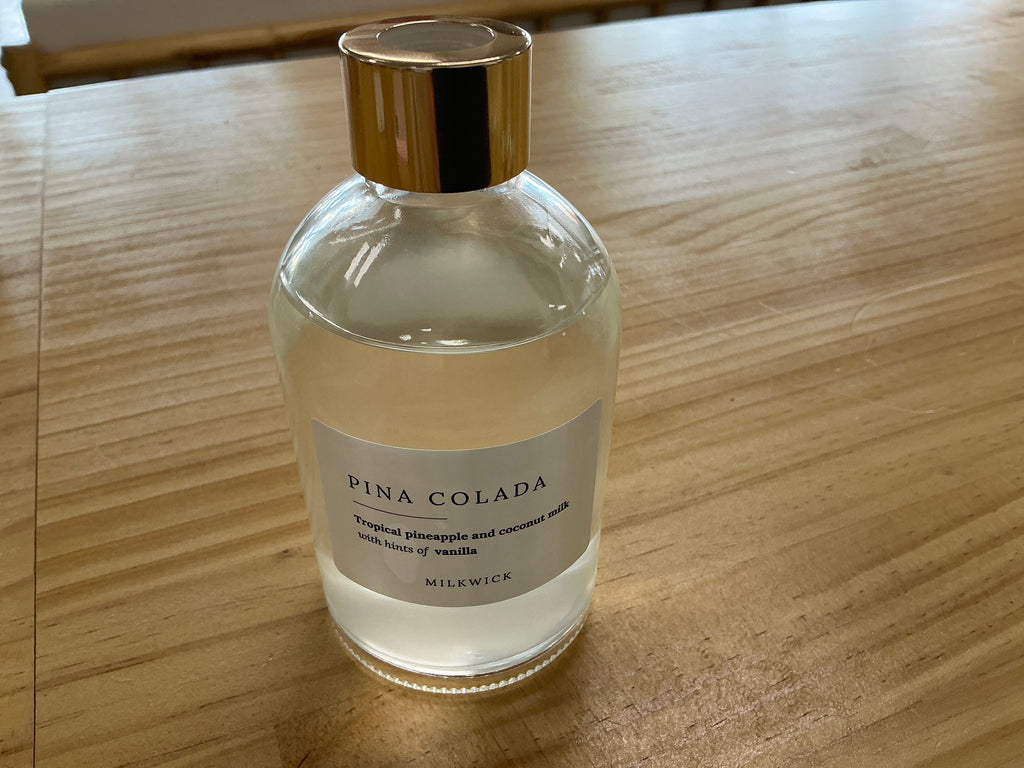 PINA COLADA
Tropical pineapple and coconut milk
with hints of vanilla
MILKWICK